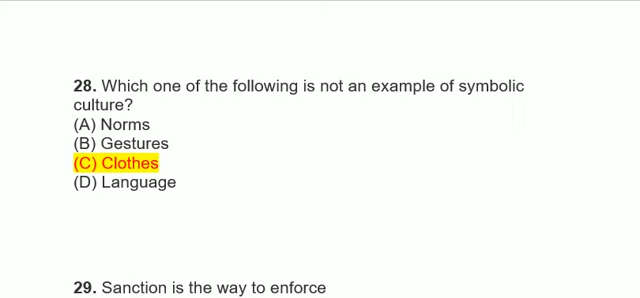 28. Which one of the following is not an example of symbolic
culture?
(A) Norms
(B) Gestures
(C) Clothes
(D) Language
29. Sanction is the way to enforce